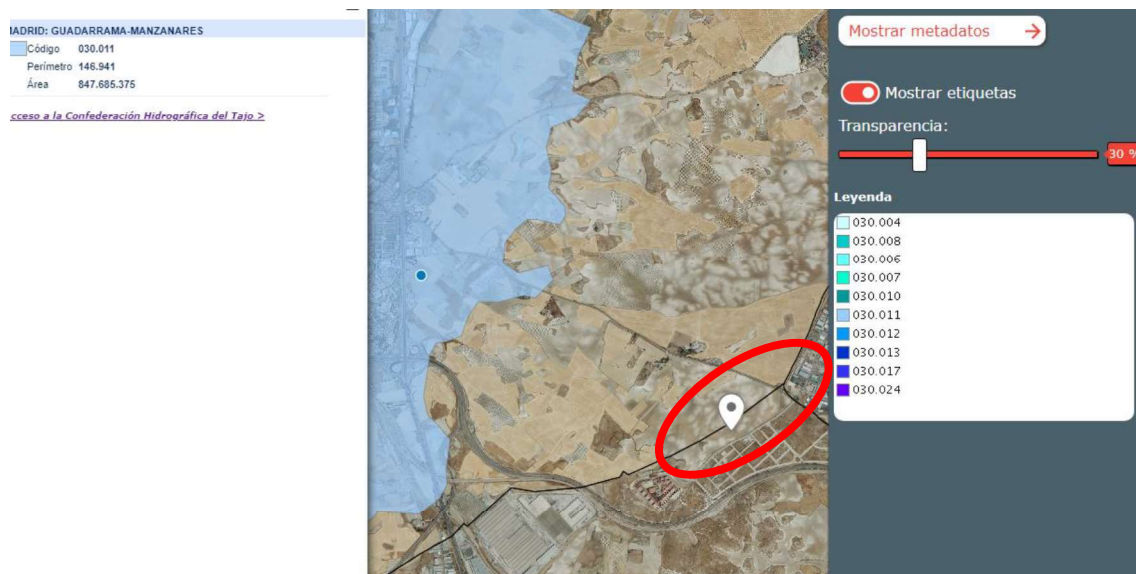 MADRID: GUADARRAMA-MANZANARES
Código 030.011
Perímetro 146.941
Área 847.685.375
cceso a la Confederación Hidrográfica del Tajo >
Mostrar metadatos →
Mostrar etiquetas
Transparencia:
30 %
Leyenda
030.004
030.008
030.006
030.007
030.010
030.011
030.012
030.013
030.017
030.024